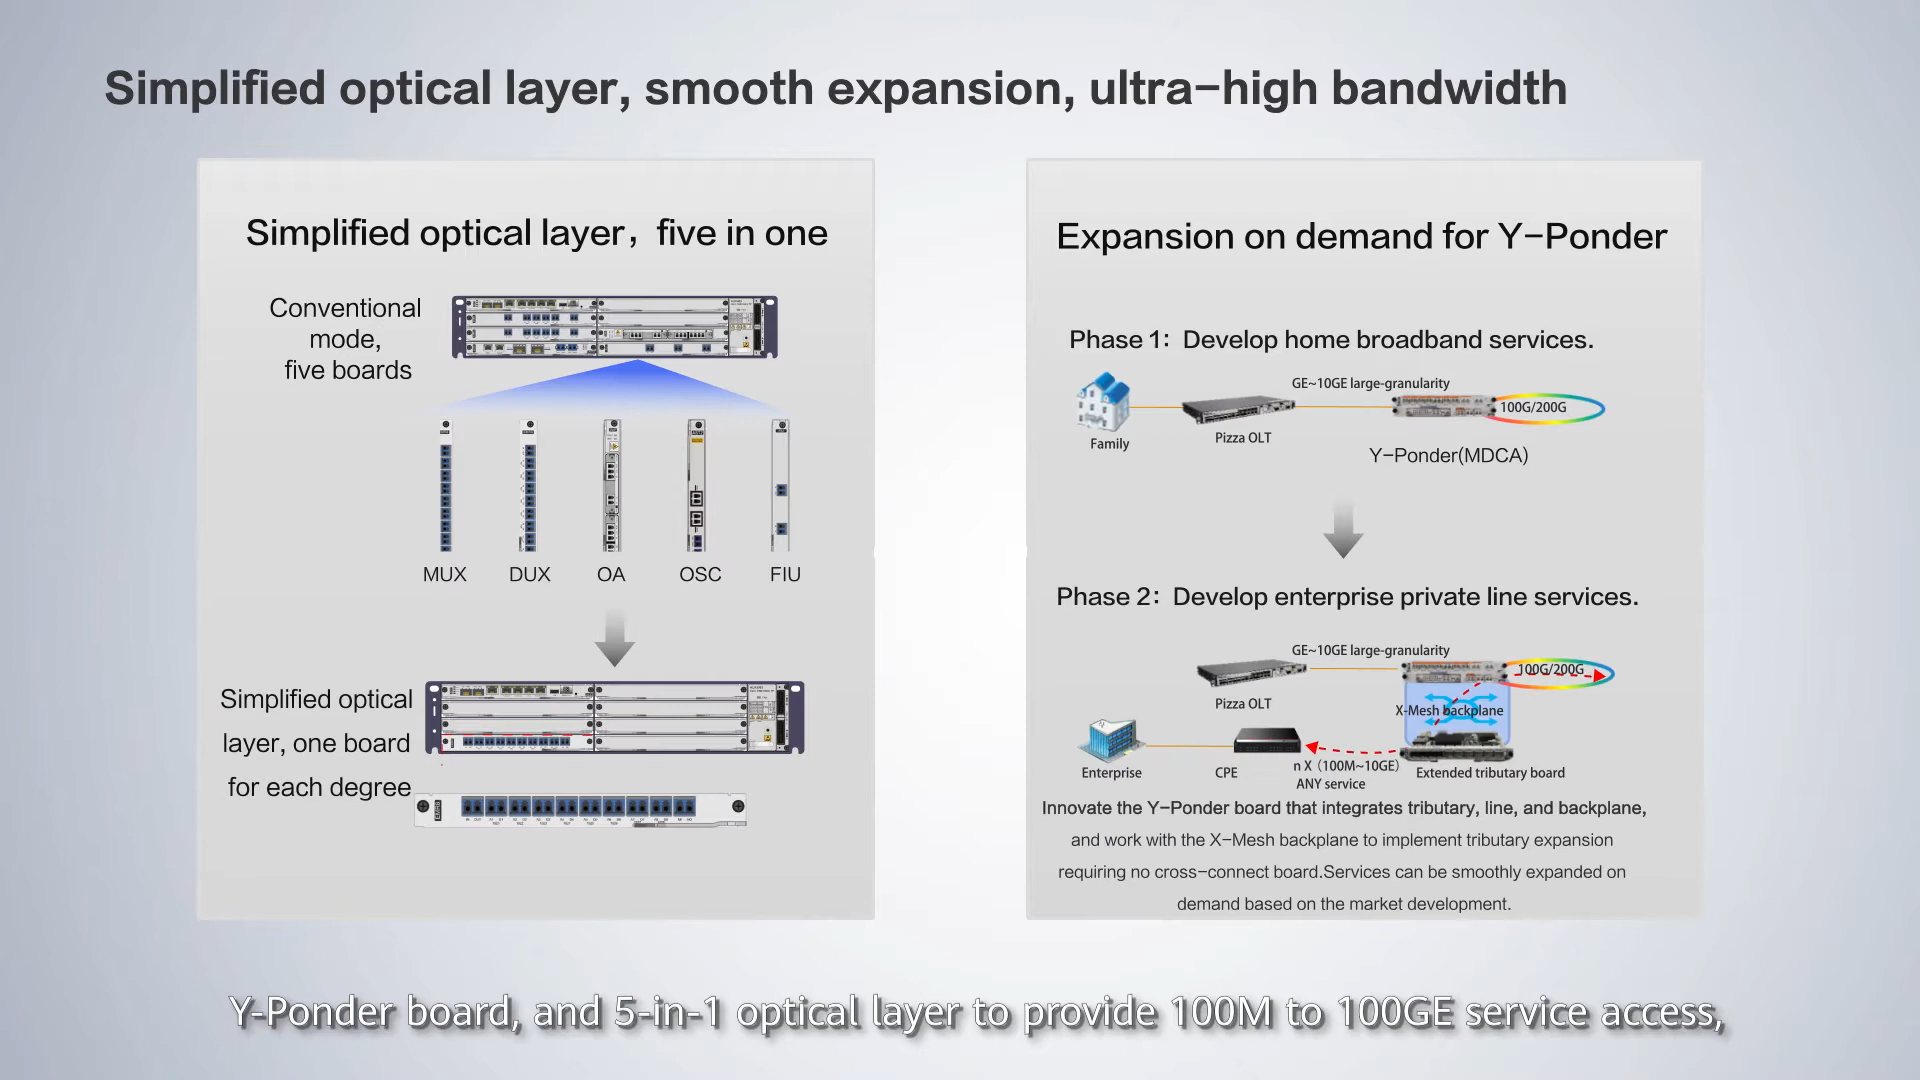 Simplified optical layer, smooth expansion, ultra-high bandwidth
Simplified optical layer, five in one
Conventional
mode,
five boards
MUX DUX OA OSC FIU
Simplified optical
layer, one board
for each degree
Expansion on demand for Y-Ponder
Phase 1: Develop home broadband services.
GE~10GE large-granularity
100G/200G
Family
Pizza OLT
Y-Ponder(MDCA)
Phase 2: Develop enterprise private line services.
GE~10GE large-granularity
100G/200G
Pizza OLT
X-Mesh backplane
n X (100M~10GE)
ANY service
Enterprise
CPE
Extended tributary board
Innovate the Y-Ponder board that integrates tributary, line, and backplane,
and work with the X-Mesh backplane to implement tributary expansion
requiring no cross-connect board.Services can be smoothly expanded on
demand based on the market development.
Y-Ponder board, and 5-in-1 optical layer to provide 100M to 100GE service access,